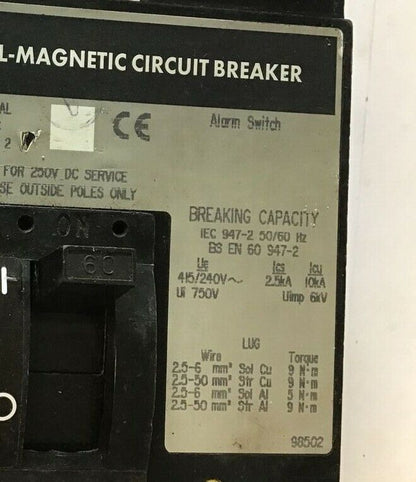 L-MAGNETIC CIRCUIT BREAKER
AL
2
CE
Alarm Switch
FOR 250V DC SERVICE
SE OUTSIDE POLES ONLY
ON
60
I
O
BREAKING CAPACITY
IEC 947-2 50/60 Hz
BS EN 60 947-2
Ue Ics Icu
415/240V~ 2.5kA 10kA
Ui 750V Uimp 6kV
LUG
Wire Torque
2.5-6 mm² Sol Cu 9 N·m
2.5-50 mm² Str Cu 9 N·m
2.5-6 mm² Sol Al 5 N·m
2.5-50 mm² Str Al 9 N·m
98502